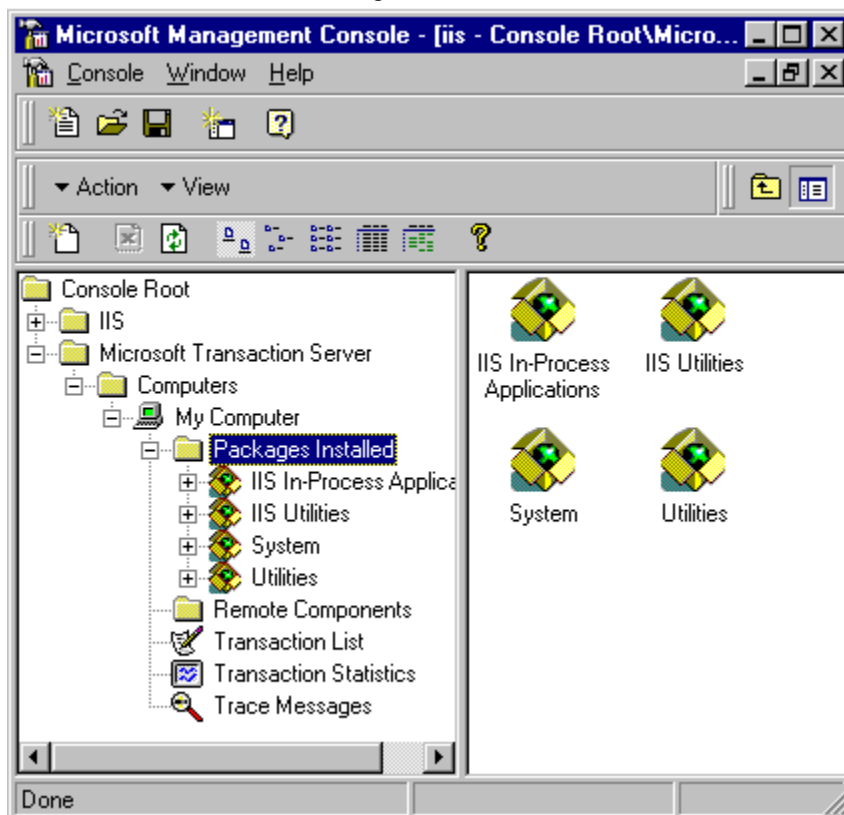 Microsoft Management Console - [iis - Console Root\Micro...
Console Window Help
Action View
Console Root
IIS
Microsoft Transaction Server
Computers
My Computer
Packages Installed
IIS In-Process Applica
IIS Utilities
System
Utilities
Remote Components
Transaction List
Transaction Statistics
Trace Messages
IIS In-Process
Applications
IIS Utilities
System
Utilities
Done